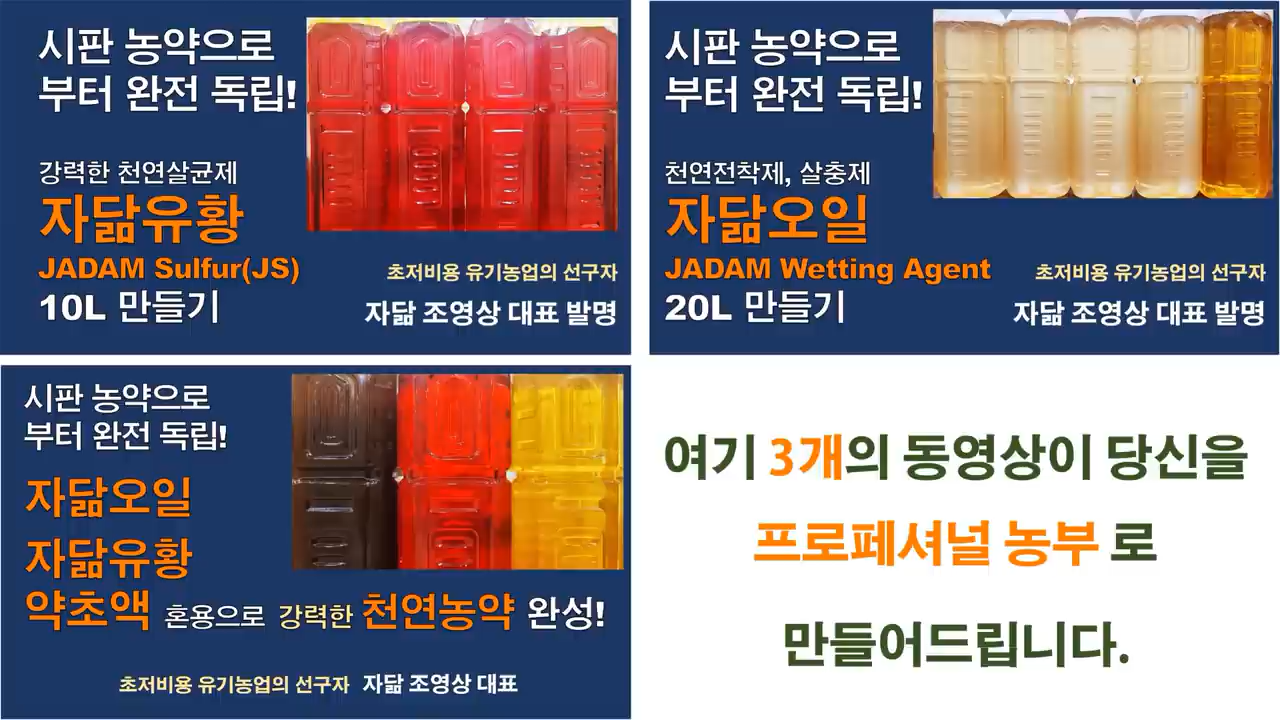 시판 농약으로
부터 완전 독립!
강력한 천연살균제
자닮유황
JADAM Sulfur(JS)
10L 만들기
초저비용 유기농업의 선구자
자닮 조영상 대표 발명
시판 농약으로
부터 완전 독립!
천연전착제, 살충제
자닮오일
JADAM Wetting Agent
20L 만들기
초저비용 유기농업의 선구자
자닮 조영상 대표 발명
시판 농약으로
부터 완전 독립!
자닮오일
자닮유황
약초액 혼용으로 강력한 천연농약 완성!
초저비용 유기농업의 선구자 자닮 조영상 대표
여기 3개의 동영상이 당신을
프로페셔널 농부 로
만들어드립니다.